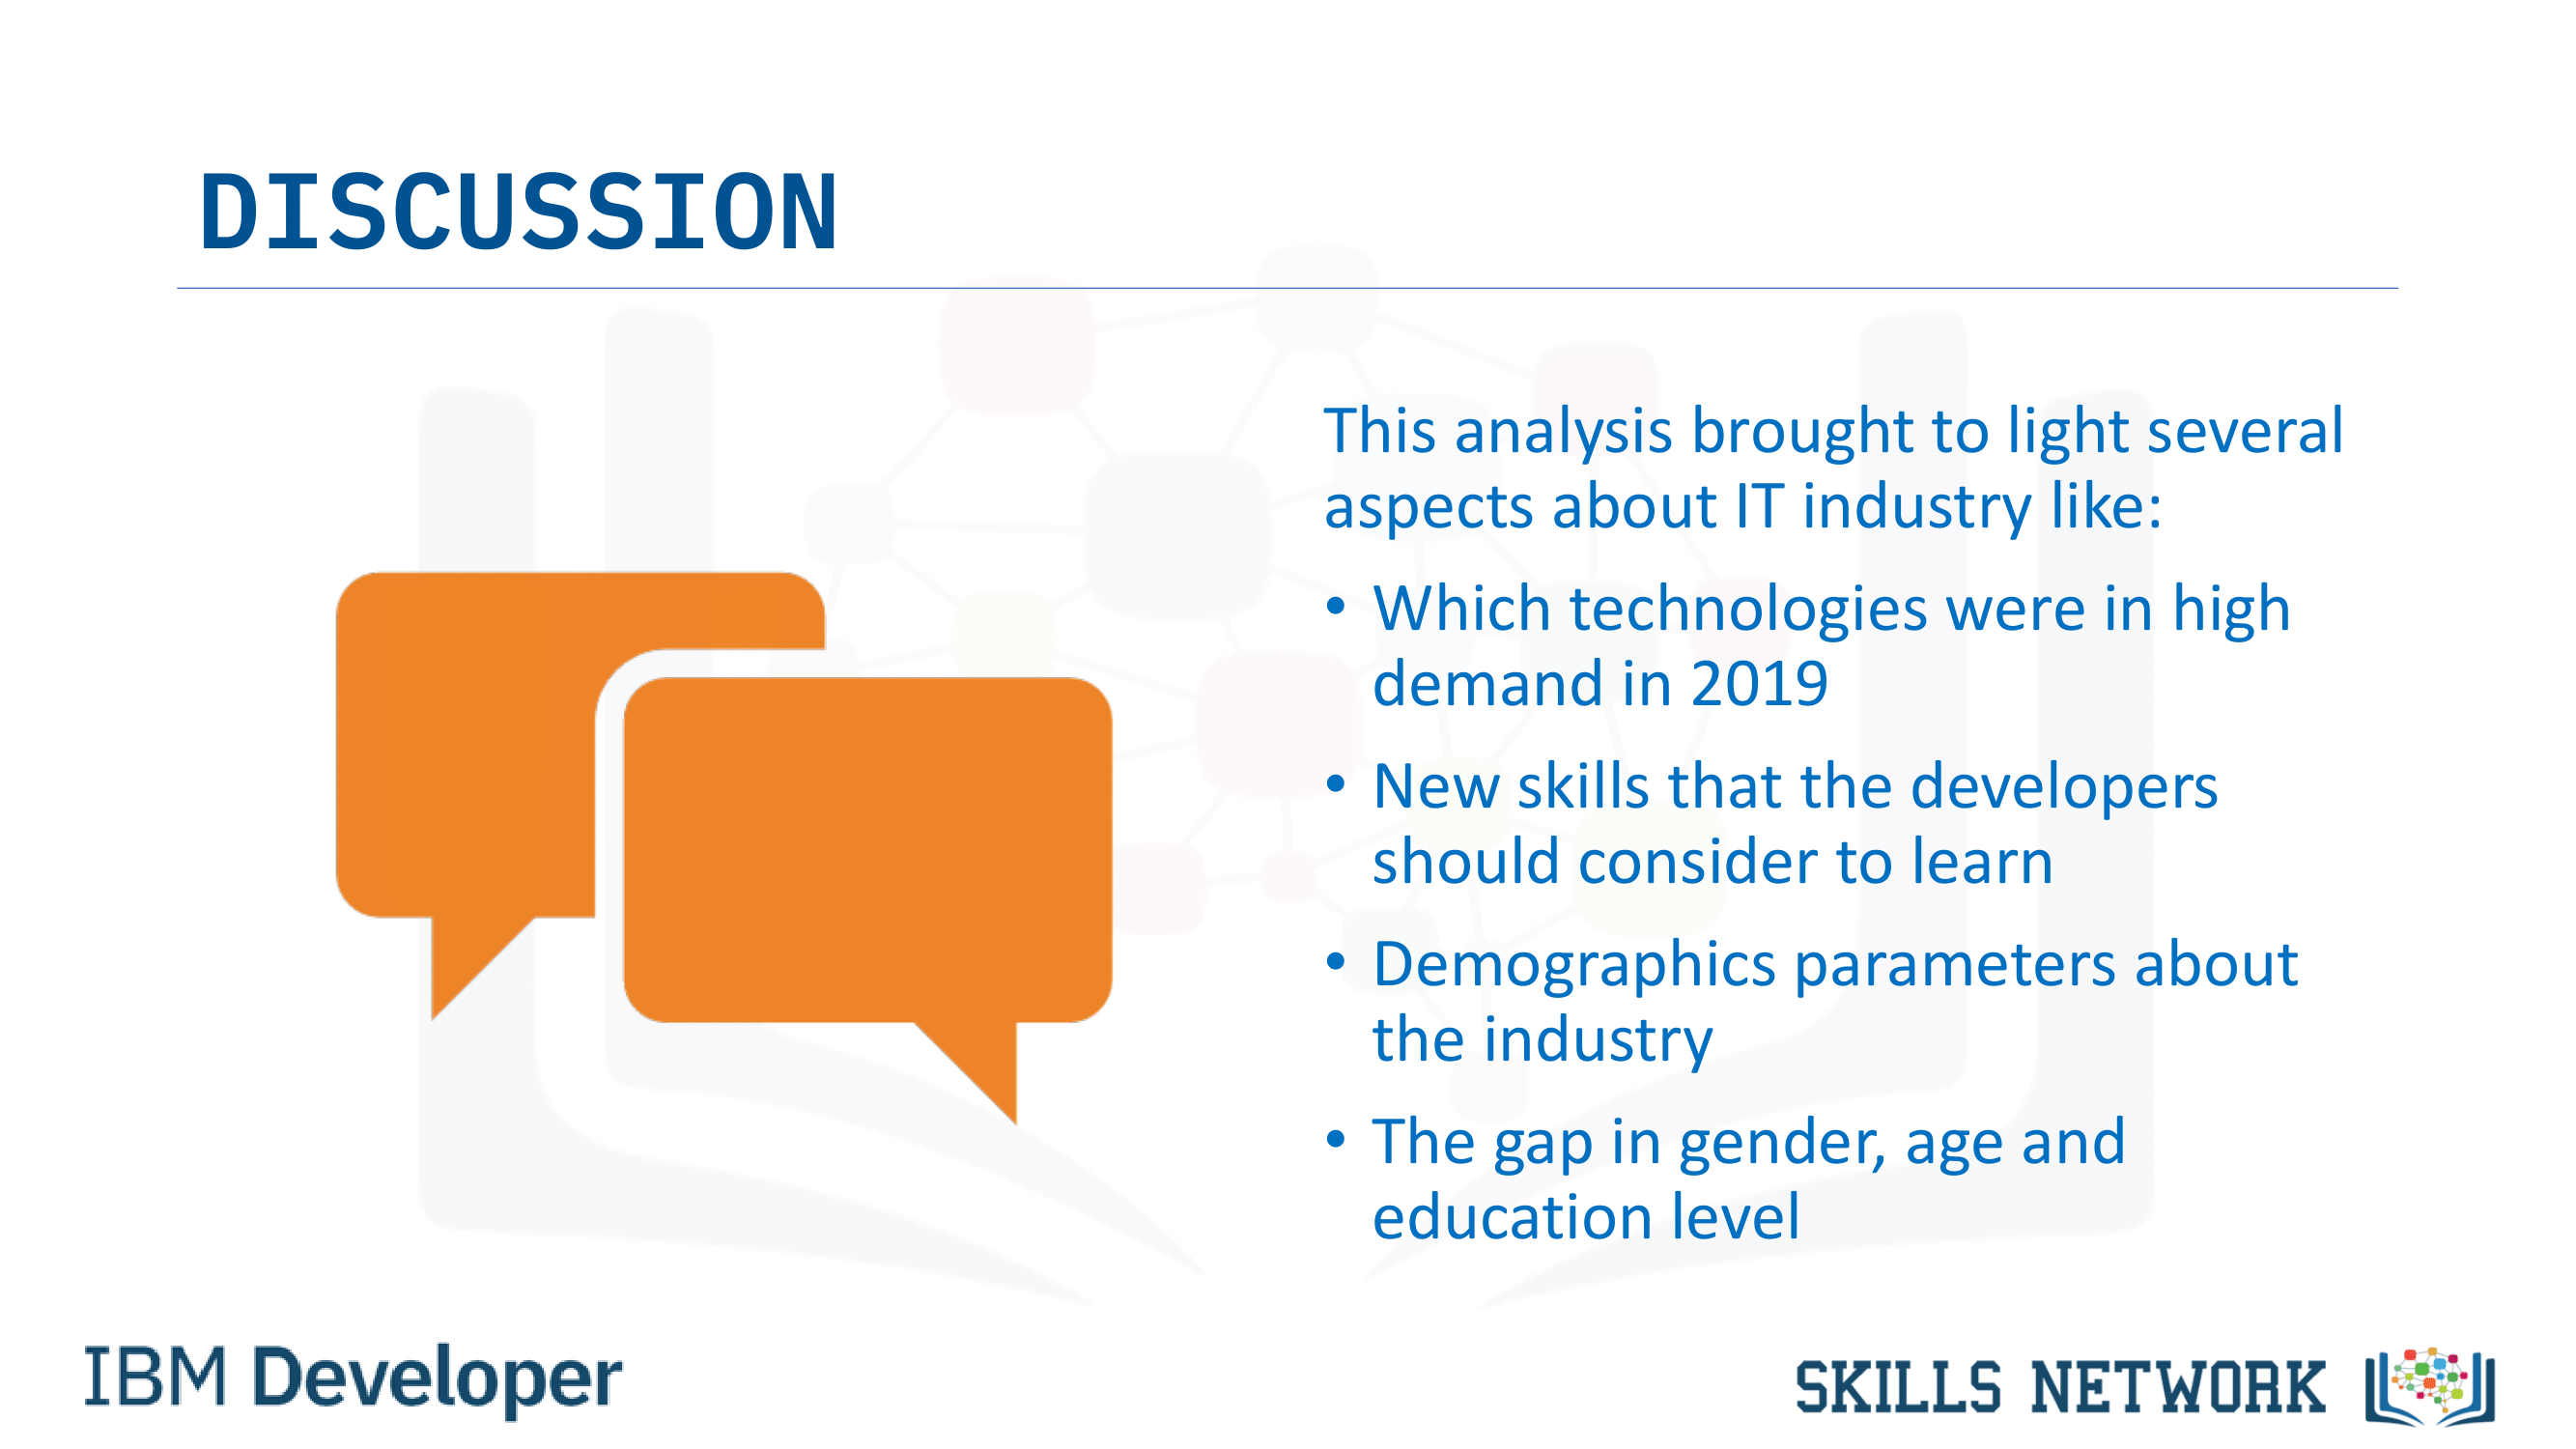 DISCUSSION
This analysis brought to light several
aspects about IT industry like:
• Which technologies were in high
demand in 2019
• New skills that the developers
should consider to learn
• Demographics parameters about
the industry
• The gap in gender, age and
education level
IBM Developer
SKILLS NETWORK